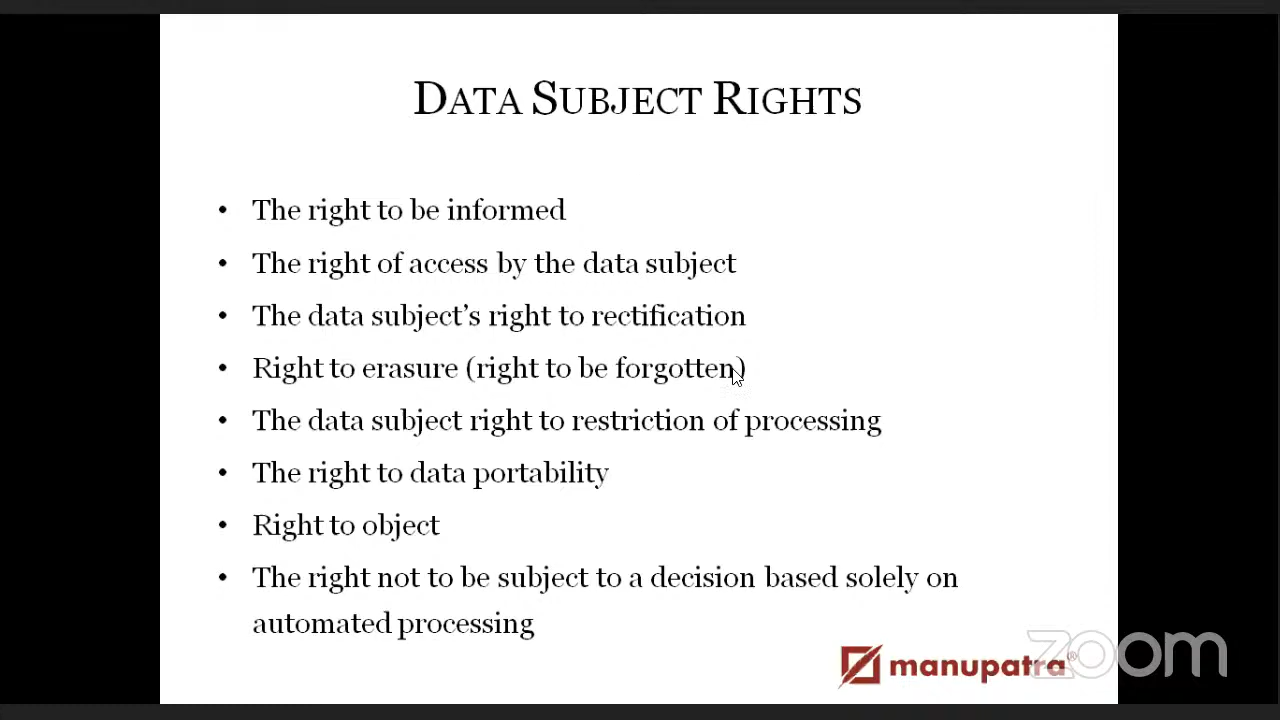 DATA SUBJECT RIGHTS
• The right to be informed
• The right of access by the data subject
• The data subject’s right to rectification
• Right to erasure (right to be forgotten)
• The data subject right to restriction of processing
• The right to data portability
• Right to object
• The right not to be subject to a decision based solely on
automated processing
manupatra®
zoom